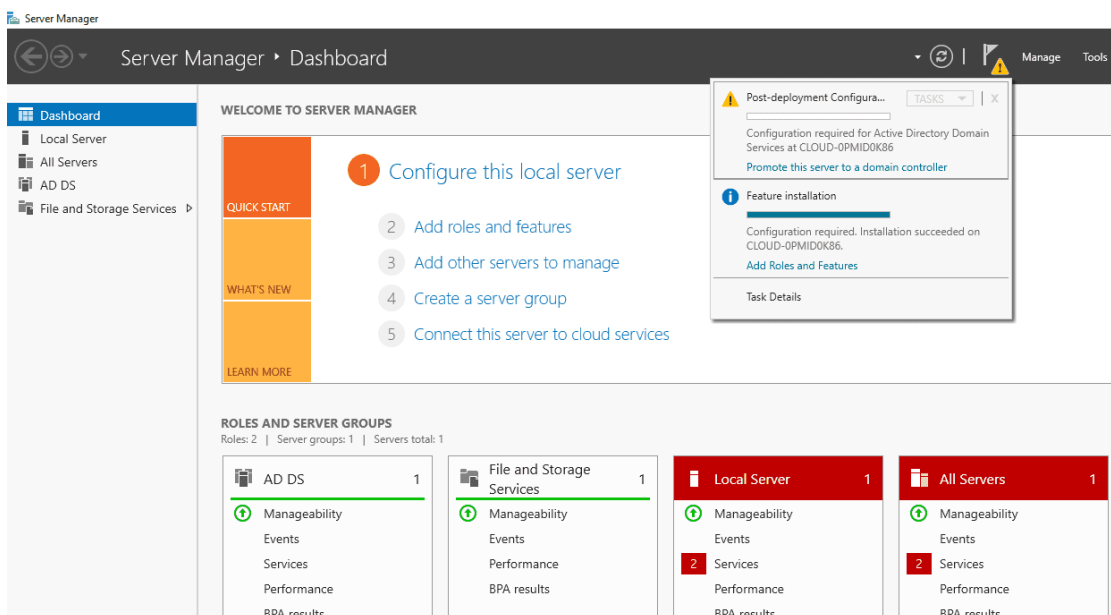 Server Manager
Server Manager ‣ Dashboard
Manage Tools
Dashboard
Local Server
All Servers
AD DS
File and Storage Services
WELCOME TO SERVER MANAGER
QUICK START
WHAT'S NEW
LEARN MORE
1 Configure this local server
2 Add roles and features
3 Add other servers to manage
4 Create a server group
5 Connect this server to cloud services
Post-deployment Configura... TASKS X
Configuration required for Active Directory Domain
Services at CLOUD-0PMID0K86
Promote this server to a domain controller
Feature installation
Configuration required. Installation succeeded on
CLOUD-0PMID0K86.
Add Roles and Features
Task Details
ROLES AND SERVER GROUPS
Roles: 2 | Server groups: 1 | Servers total: 1
AD DS 1
Manageability
Events
Services
Performance
BPA results
File and Storage
Services 1
Manageability
Events
Performance
BPA results
Local Server 1
Manageability
Events
2 Services
Performance
BPA results
All Servers 1
Manageability
Events
2 Services
Performance
BPA results